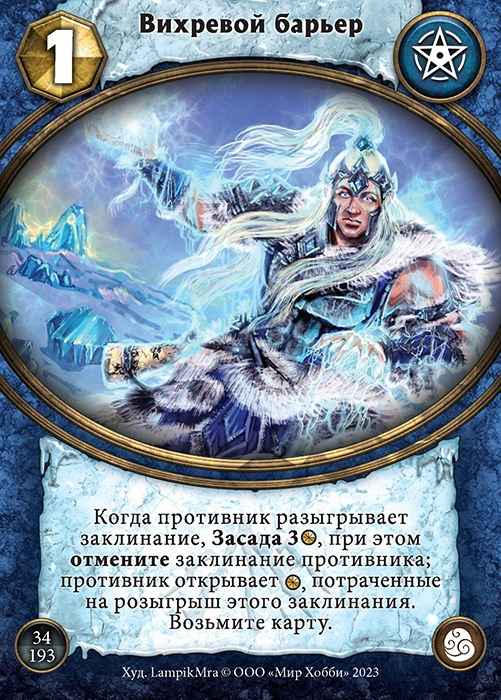 Вихревой барьер
1
Когда противник разыгрывает
заклинание, Засада 3, при этом
отмените заклинание противника;
противник открывает , потраченные
на розыгрыш этого заклинания.
Возьмите карту.
34
193
Худ. LampikMra © ООО «Мир Хобби» 2023